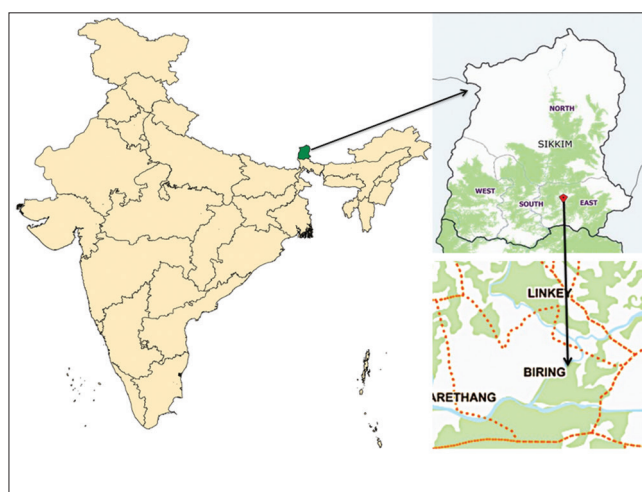 NORTH
SIKKIM
WEST
SOUTH
EAST
LINKEY
BIRING
ARETHANG